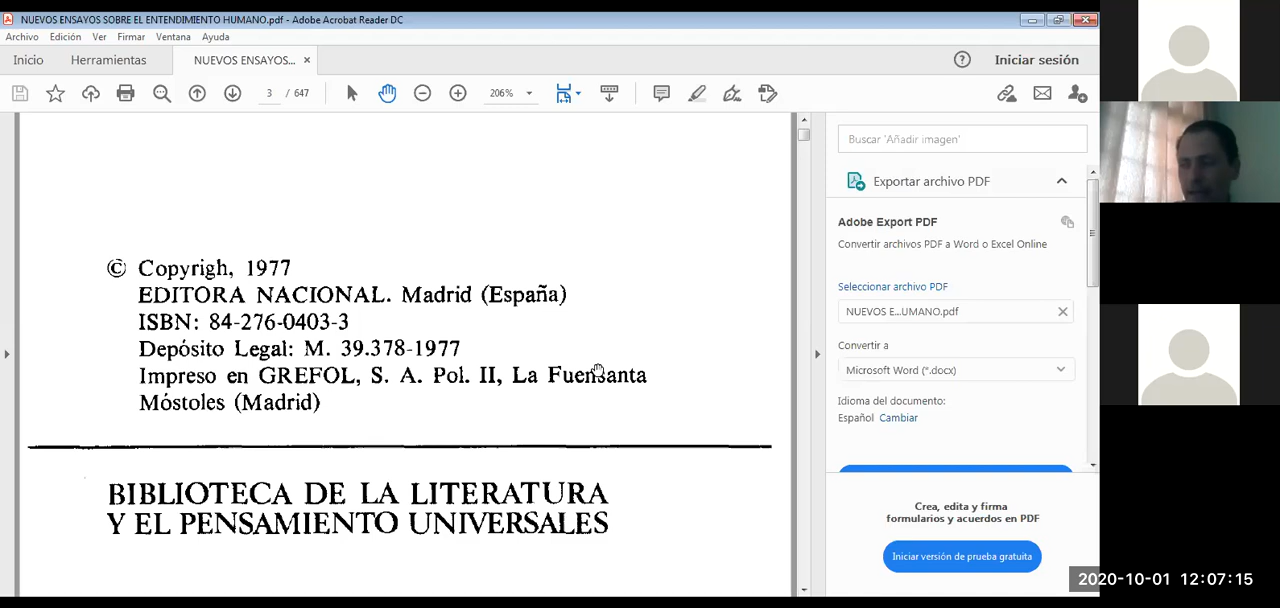 NUEVOS ENSAYOS SOBRE EL ENTENDIMIENTO HUMANO.pdf - Adobe Acrobat Reader DC
Archivo Edición Ver Firmar Ventana Ayuda
Inicio Herramientas NUEVOS ENSAYOS... × Iniciar sesión
3 / 647 206%
Buscar 'Añadir imagen'
Exportar archivo PDF
Adobe Export PDF
Convertir archivos PDF a Word o Excel Online
Seleccionar archivo PDF
NUEVOS E...UMANO.pdf
Convertir a
Microsoft Word (*.docx)
Idioma del documento:
Español Cambiar
Crea, edita y firma
formularios y acuerdos en PDF
Iniciar versión de prueba gratuita
© Copyrigh, 1977
EDITORA NACIONAL. Madrid (España)
ISBN: 84-276-0403-3
Depósito Legal: M. 39.378-1977
Impreso en GREFOL, S. A. Pol. II, La Fuensanta
Móstoles (Madrid)
BIBLIOTECA DE LA LITERATURA
Y EL PENSAMIENTO UNIVERSALES
2020-10-01 12:07:15